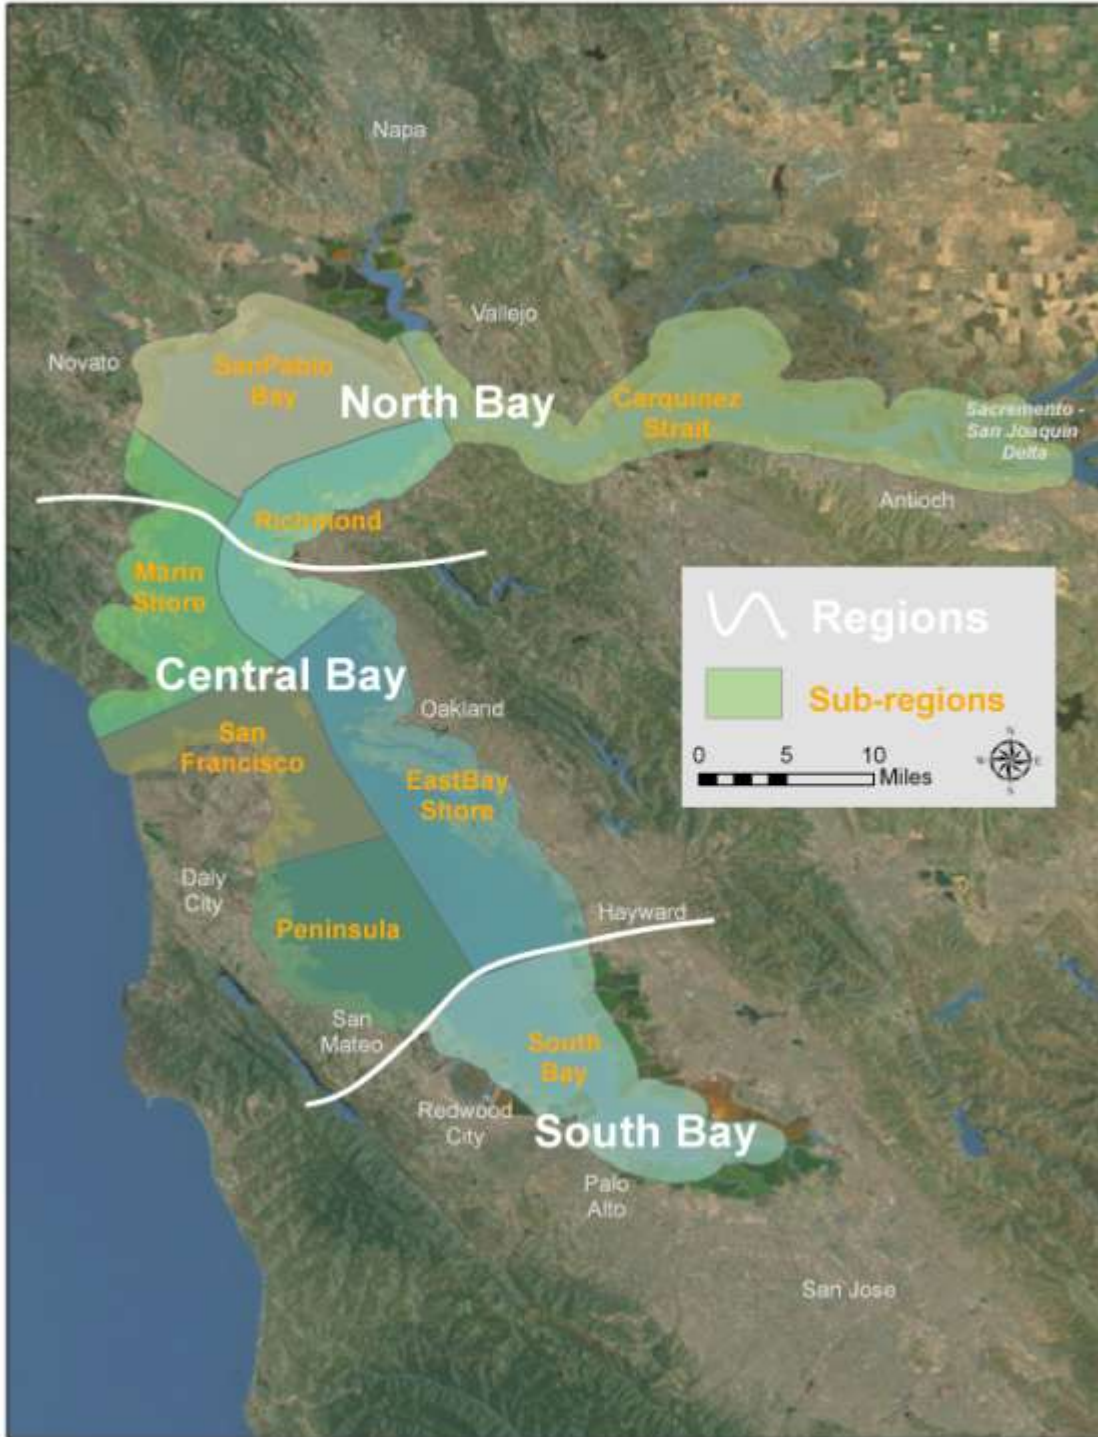 Napa
Vallejo
Novato
SanPablo
Bay
North Bay
Carquinez
Strait
Sacremento -
San Joaquin
Delta
Antioch
Richmond
Marin
Shore
Regions
Sub-regions
N
W
E
S
0 5 10
Miles
Central Bay
Oakland
San
Francisco
EastBay
Shore
Daly
City
Hayward
Peninsula
San
Mateo
South
Bay
Redwood
City
South Bay
Palo
Alto
San Jose